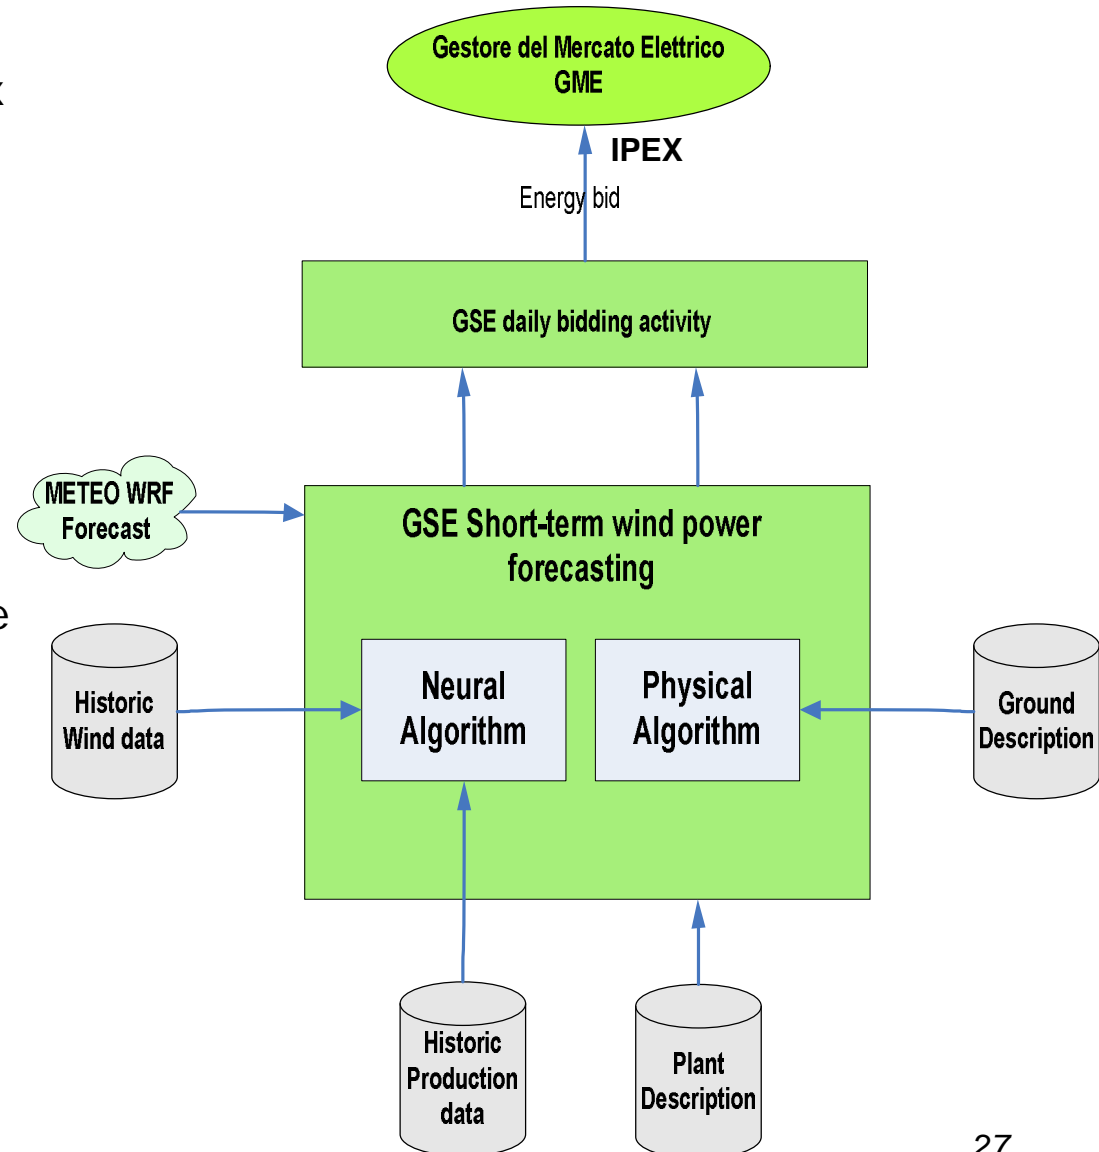 Gestore del Mercato Elettrico
GME
x
IPEX
Energy bid
GSE daily bidding activity
METEO WRF
Forecast
GSE Short-term wind power
forecasting
e
Historic
Wind data
Neural
Algorithm
Physical
Algorithm
Ground
Description
Historic
Production
data
Plant
Description
27